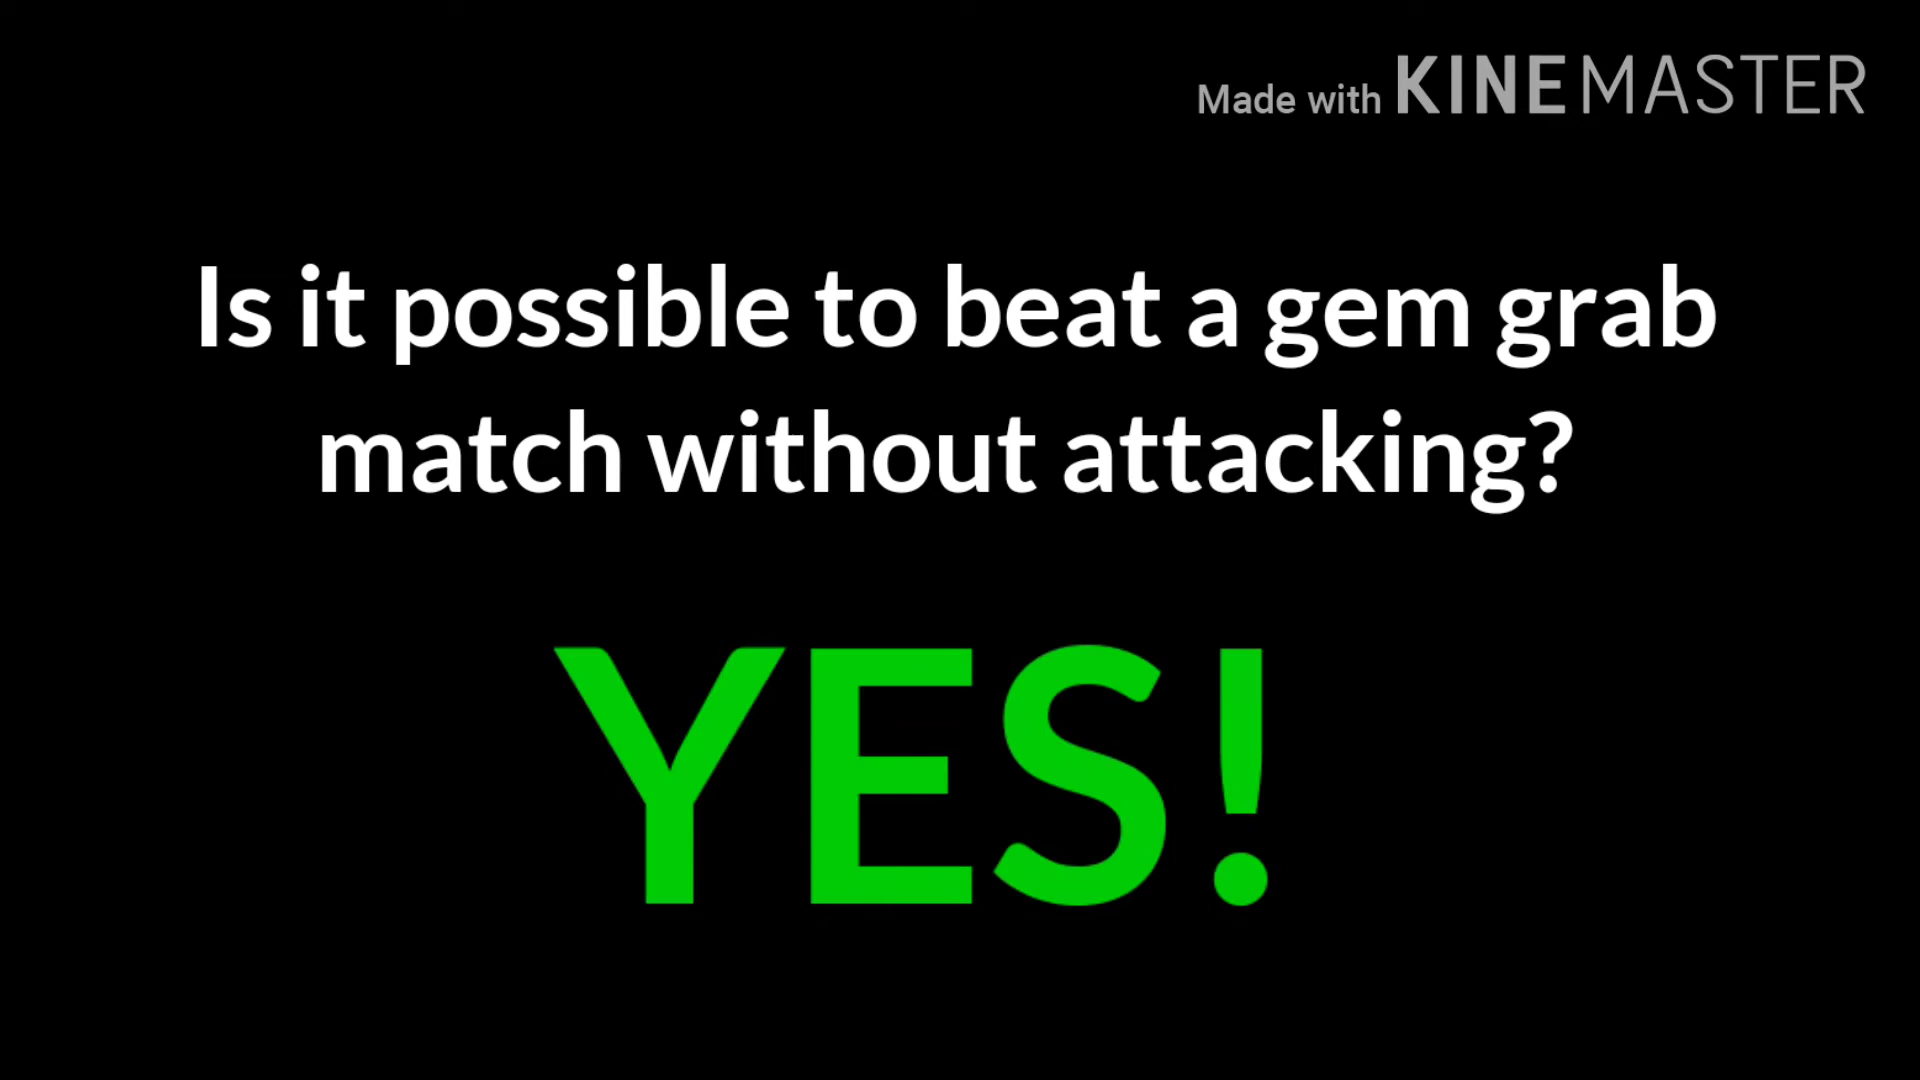 Made with KINEMASTER
Is it possible to beat a gem grab
match without attacking?
YES!